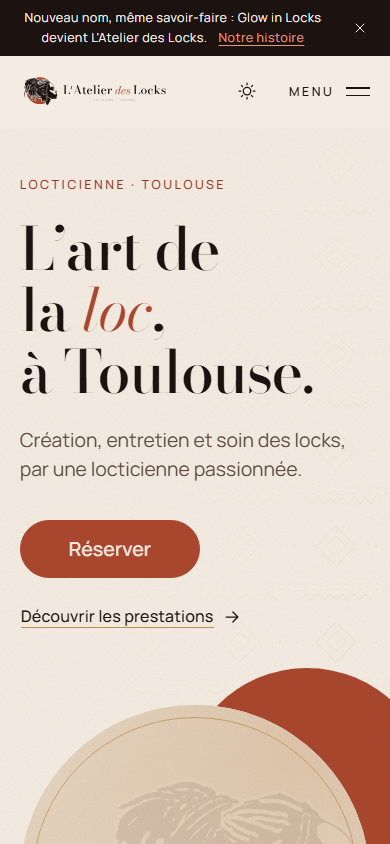 Nouveau nom, même savoir-faire : Glow in Locks
devient L'Atelier des Locks. Notre histoire
L'Atelier des Locks
MENU
LOCTICIENNE · TOULOUSE
L'art de
la loc,
à Toulouse.
Création, entretien et soin des locks,
par une locticienne passionnée.
Réserver
Découvrir les prestations →